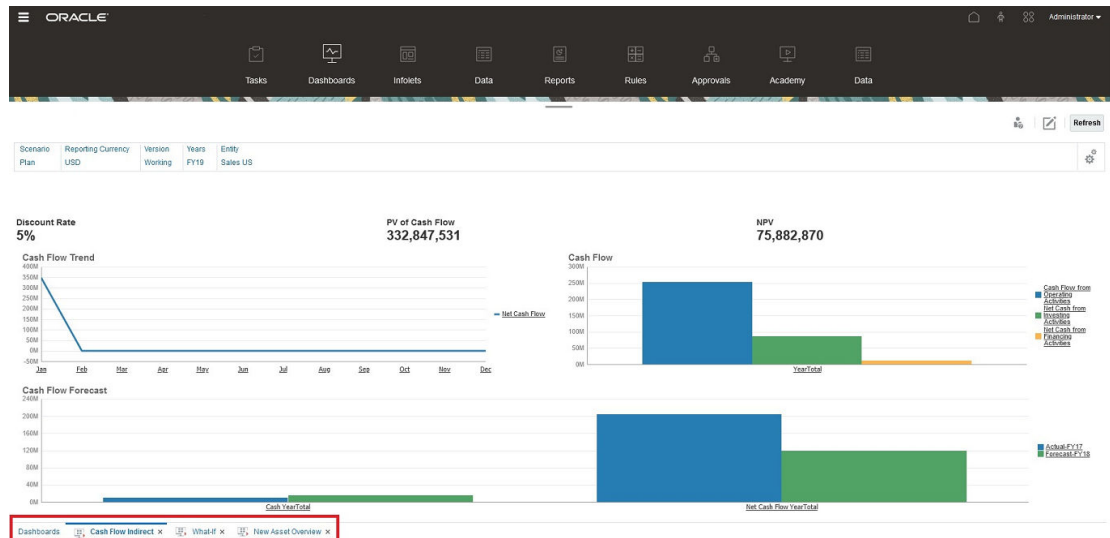 ORACLE
Administrator
Tasks Dashboards Infolets Data Reports Rules Approvals Academy Data
Refresh
Scenario Reporting Currency Version Years Entity
Plan USD Working FY19 Sales US
Discount Rate PV of Cash Flow NPV
5% 332,847,531 75,882,870
Cash Flow Trend
400M
350M
300M
250M
200M
150M
100M
50M
0M
-50M
Jan Feb Mar Apr May Jun Jul Aug Sep Oct Nov Dec
Net Cash Flow
Cash Flow
300M
250M
200M
150M
100M
50M
0M
YearTotal
Cash Flow from
Operating
Activities
Net Cash from
Investing
Activities
Net Cash from
Financing
Activities
Cash Flow Forecast
240M
200M
160M
120M
80M
40M
0M
Cash YearTotal Net Cash Flow YearTotal
Actual-FY17
Forecast-FY18
Dashboards Cash Flow Indirect × What-If × New Asset Overview ×